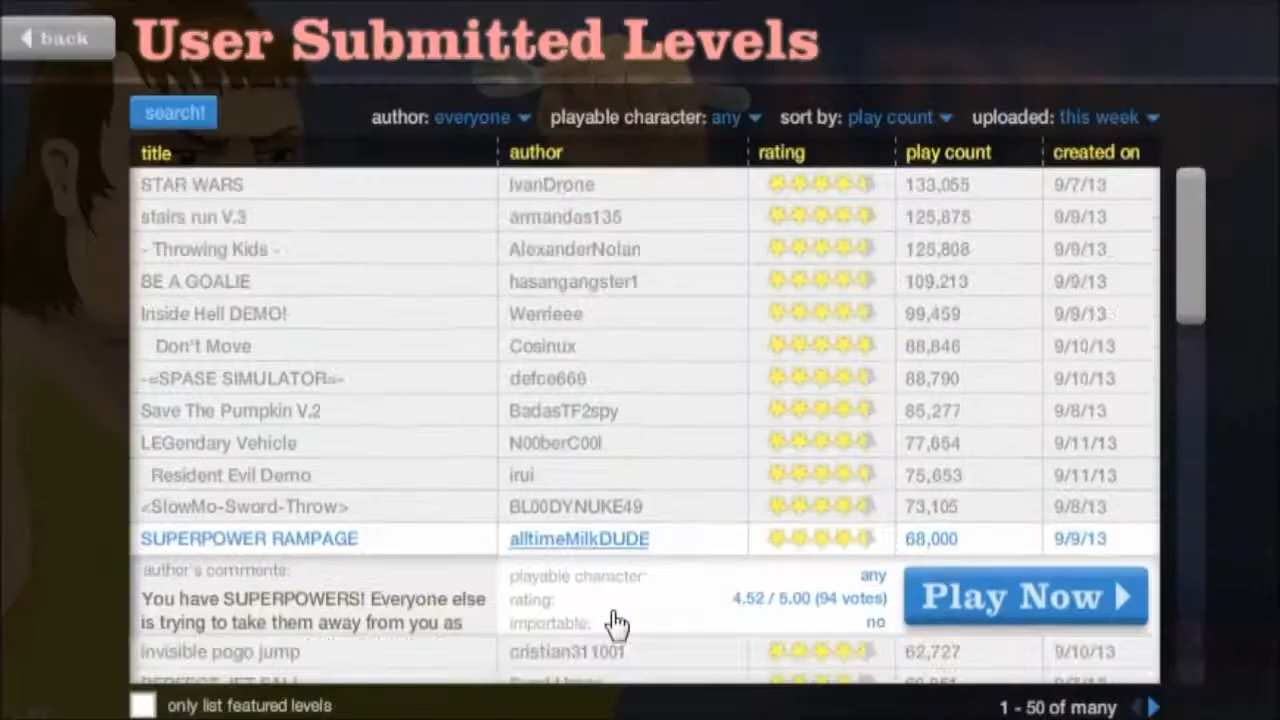 back
User Submitted Levels
search!
author: everyone playable character: any sort by: play count uploaded: this week
title author rating play count created on
STAR WARS IvanDrone 133,055 9/7/13
stairs run V.3 armandas135 125,875 9/9/13
- Throwing Kids - AlexanderNolan 125,808 9/9/13
BE A GOALIE hasangangster1 109,213 9/9/13
Inside Hell DEMO! Werrieee 99,459 9/9/13
Don't Move Cosinux 88,846 9/10/13
-=SPASE SIMULATOR=- defce666 88,790 9/10/13
Save The Pumpkin V.2 BadasTF2spy 85,277 9/8/13
LEGendary Vehicle N00berC00l 77,654 9/11/13
Resident Evil Demo irui 75,653 9/11/13
<SlowMo-Sword-Throw> BL00DYNUKE49 73,105 9/8/13
SUPERPOWER RAMPAGE alltimeMilkDUDE 68,000 9/9/13
author's comments: playable character: any
You have SUPERPOWERS! Everyone else rating: 4.52 / 5.00 (94 votes) Play Now
is trying to take them away from you as importable: no
invisible pogo jump cristian311001 62,727 9/10/13
only list featured levels 1 - 50 of many